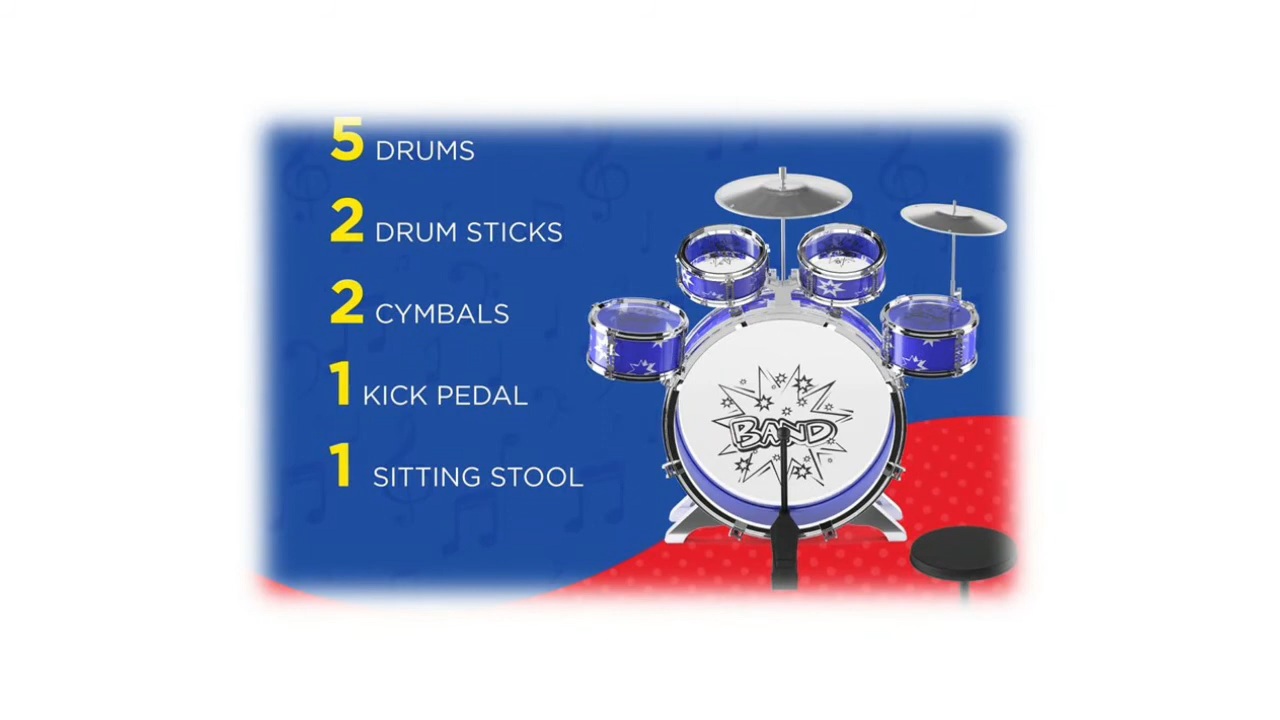 5 DRUMS
2 DRUM STICKS
2 CYMBALS
1 KICK PEDAL
1 SITTING STOOL
BAND